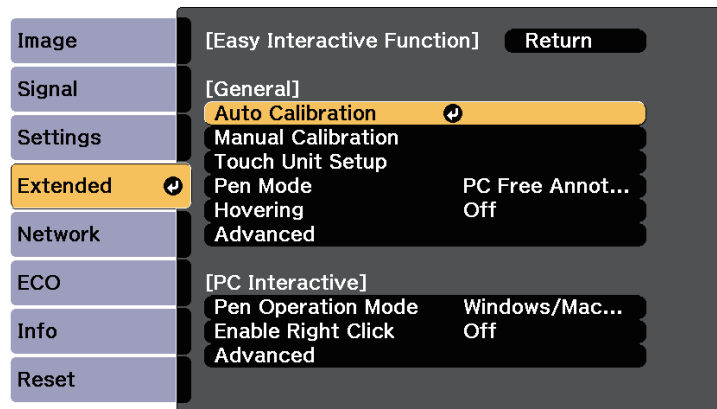 Image
Signal
Settings
Extended
Network
ECO
Info
Reset
[Easy Interactive Function] Return
[General]
Auto Calibration
Manual Calibration
Touch Unit Setup
Pen Mode PC Free Annot...
Hovering Off
Advanced
[PC Interactive]
Pen Operation Mode Windows/Mac...
Enable Right Click Off
Advanced